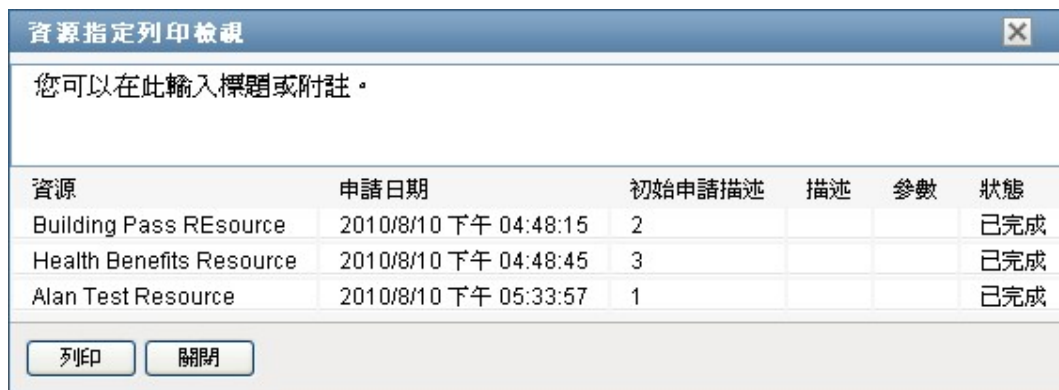 資源指定列印檢視
您可以在此輸入標題或附註。
資源 申請日期 初始申請描述 描述 參數 狀態
Building Pass REsource 2010/8/10 下午 04:48:15 2 已完成
Health Benefits Resource 2010/8/10 下午 04:48:45 3 已完成
Alan Test Resource 2010/8/10 下午 05:33:57 1 已完成
列印 關閉